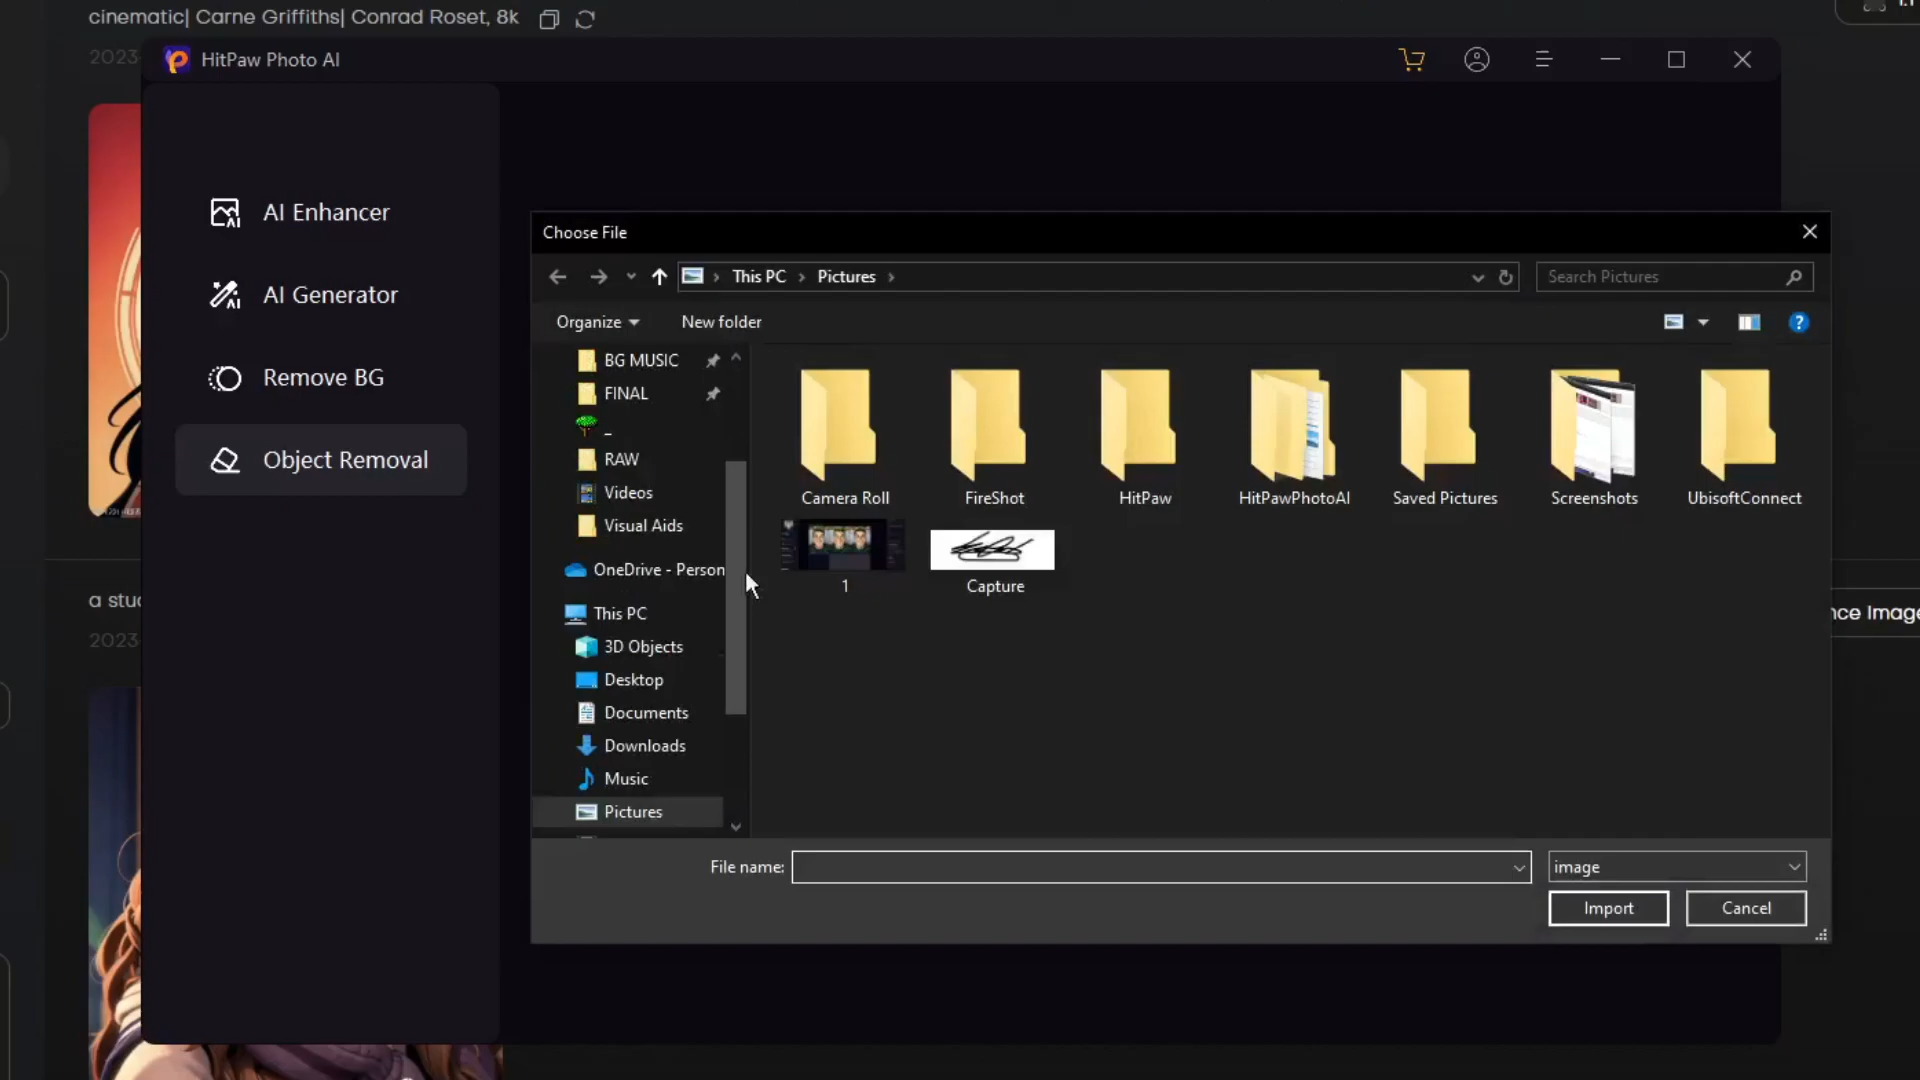 cinematic| Carne Griffiths| Conrad Roset, 8k
2023
HitPaw Photo AI
AI Enhancer
AI Generator
Remove BG
Object Removal
Choose File
This PC
Pictures
Search Pictures
Organize
New folder
BG MUSIC
FINAL
_
RAW
Videos
Visual Aids
OneDrive - Person
This PC
3D Objects
Desktop
Documents
Downloads
Music
Pictures
Camera Roll
FireShot
HitPaw
HitPawPhotoAI
Saved Pictures
Screenshots
UbisoftConnect
1
Capture
File name:
image
Import
Cancel
a stu
2023
nce Image